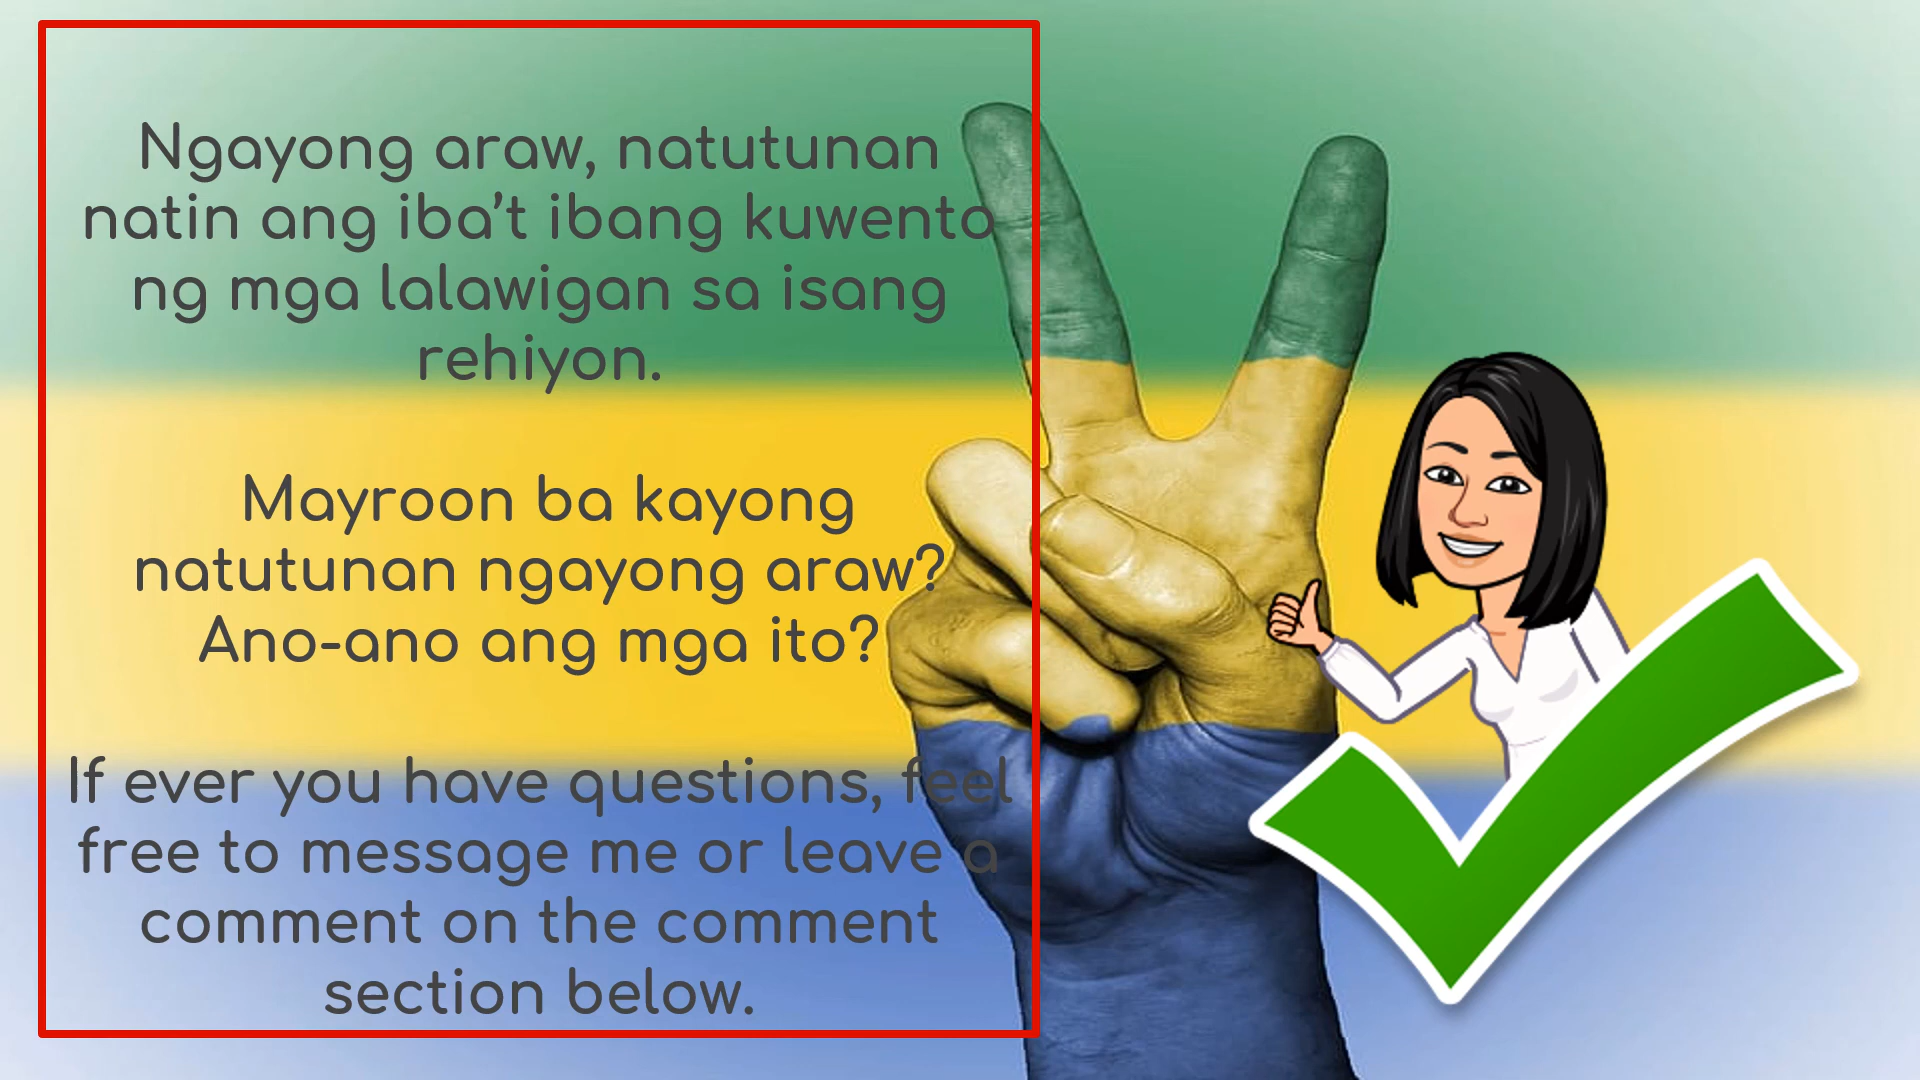 Ngayong araw, natutunan
natin ang iba’t ibang kuwento
ng mga lalawigan sa isang
rehiyon.
Mayroon ba kayong
natutunan ngayong araw?
Ano-ano ang mga ito?
If ever you have questions, feel
free to message me or leave a
comment on the comment
section below.